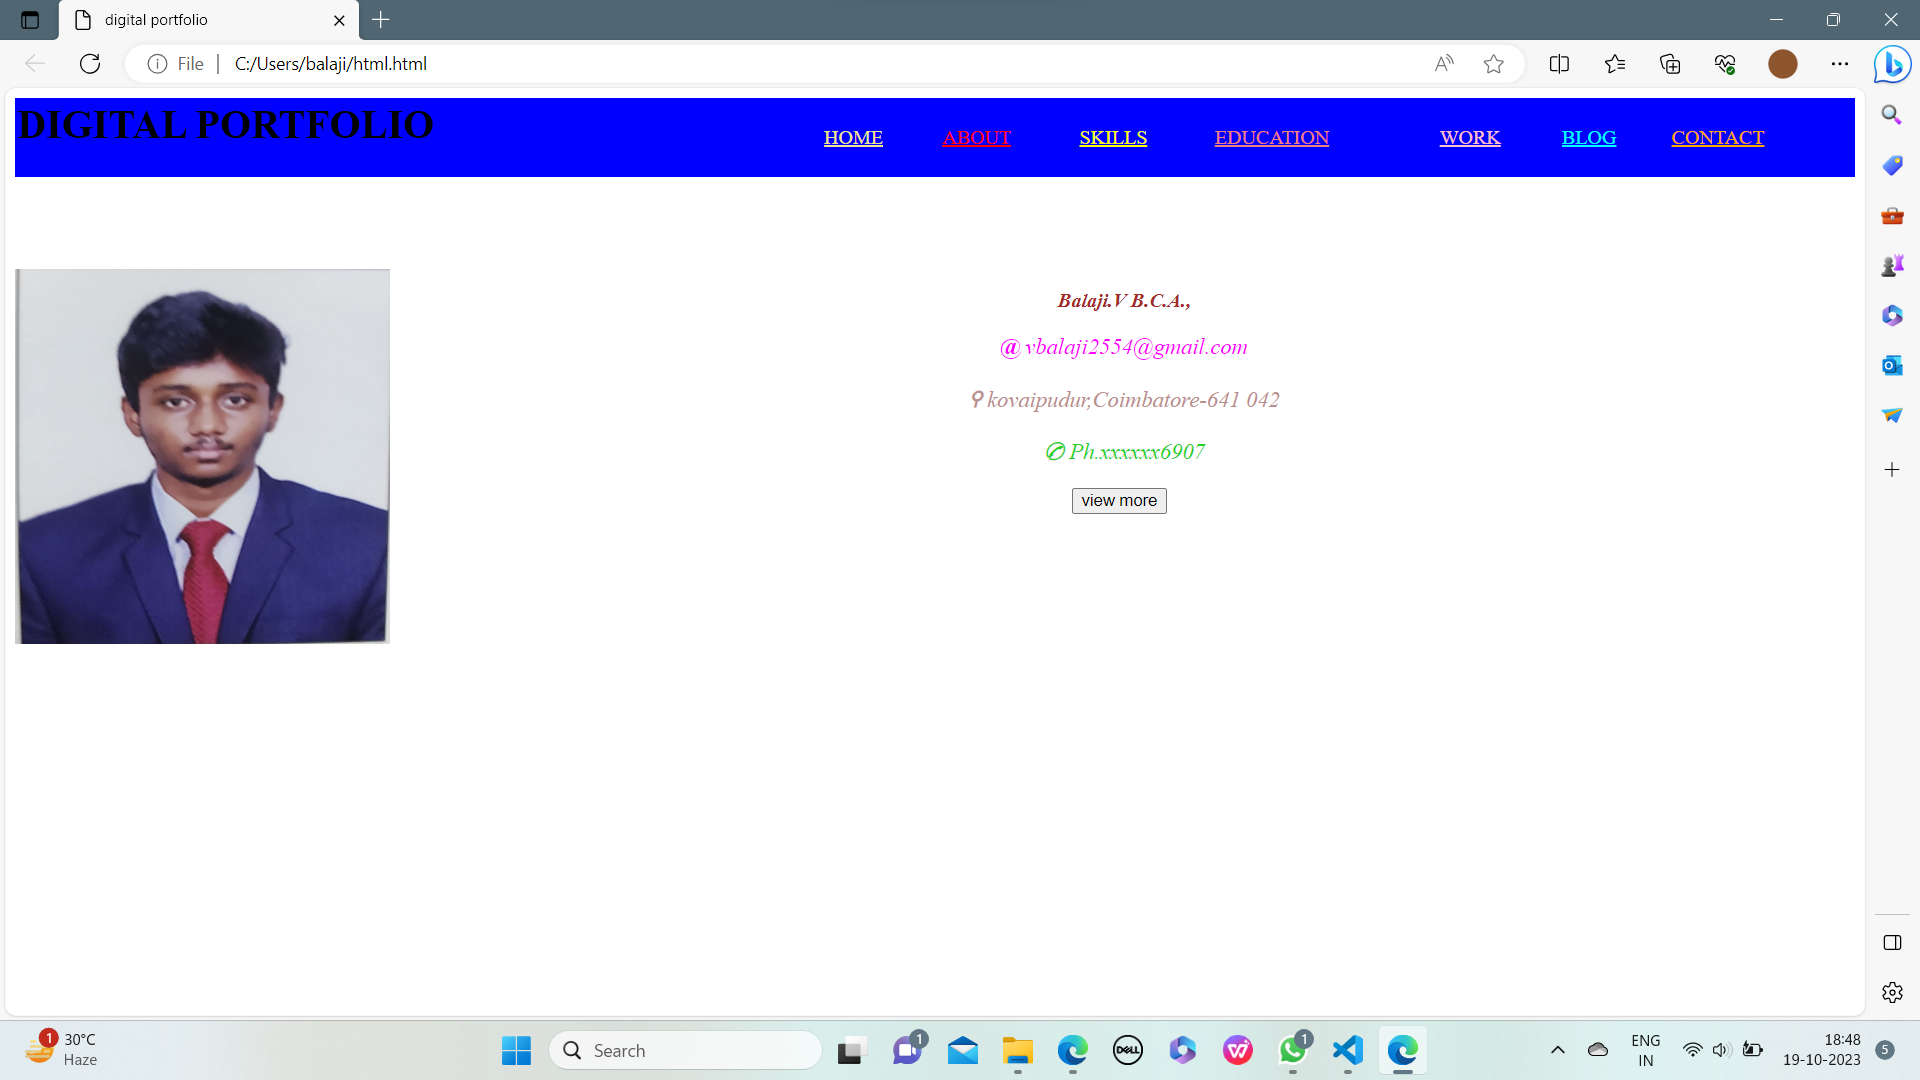 digital portfolio
File
C:/Users/balaji/html.html
DIGITAL PORTFOLIO
HOME ABOUT SKILLS EDUCATION WORK BLOG CONTACT
Balaji.V B.C.A.,
@ vbalaji2554@gmail.com
⚲ kovaipudur,Coimbatore-641 042
✆ Ph.xxxxxx6907
view more
1
30°C
Haze
Search
1
DELL
1
ENG
IN
18:48
19-10-2023
5